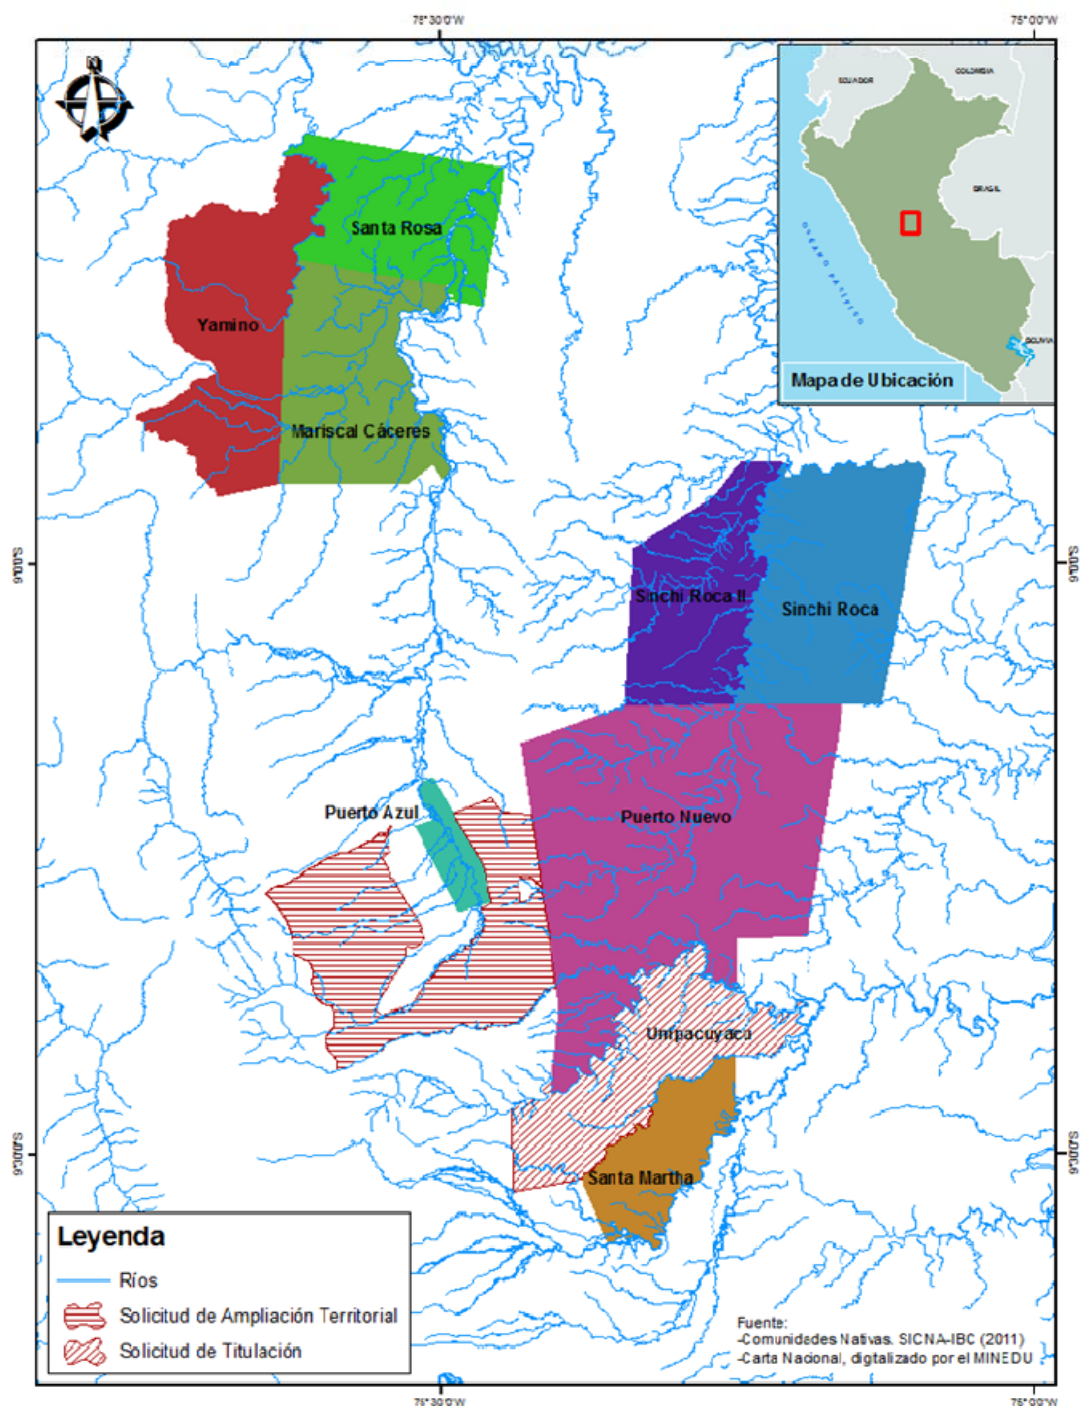 75°30'0"W
75°0'0"W
N
ECUADOR
COLOMBIA
BRASIL
OCÉANO PACÍFICO
BOLIVIA
Mapa de Ubicación
Santa Rosa
Yamino
Mariscal Cáceres
9°0'0"S
9°0'0"S
Sinchi Roca II
Sinchi Roca
Puerto Azul
Puerto Nuevo
Unipacuyacu
9°30'0"S
9°30'0"S
Santa Martha
Leyenda
Ríos
Solicitud de Ampliación Territorial
Solicitud de Titulación
Fuente:
-Comunidades Nativas. SICNA-IBC (2011)
-Carta Nacional, digtalizado por el MINEDU
75°30'0"W
75°0'0"W